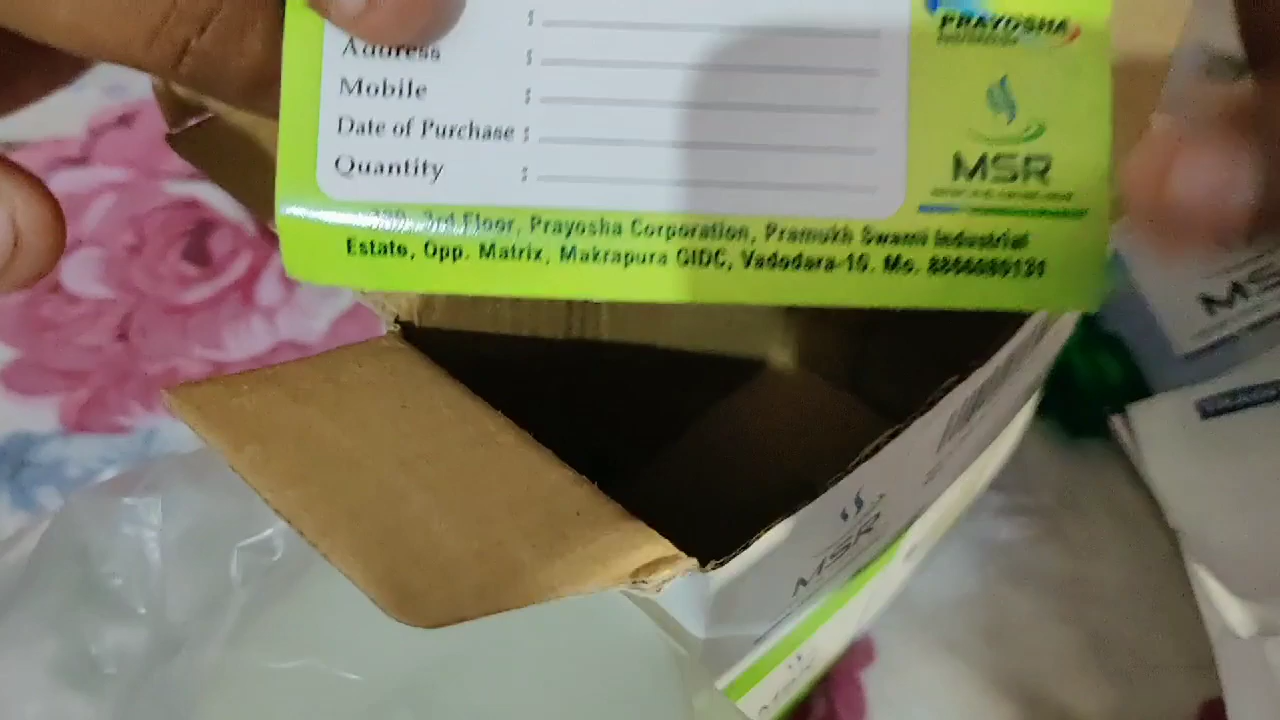 Address :
Mobile :
Date of Purchase :
Quantity :
PRAYOSHA
MSR
3rd Floor, Prayosha Corporation, Pramukh Swami Industrial
Estate, Opp. Matrix, Makrapura GIDC, Vadodara-10. Mo.
MSR